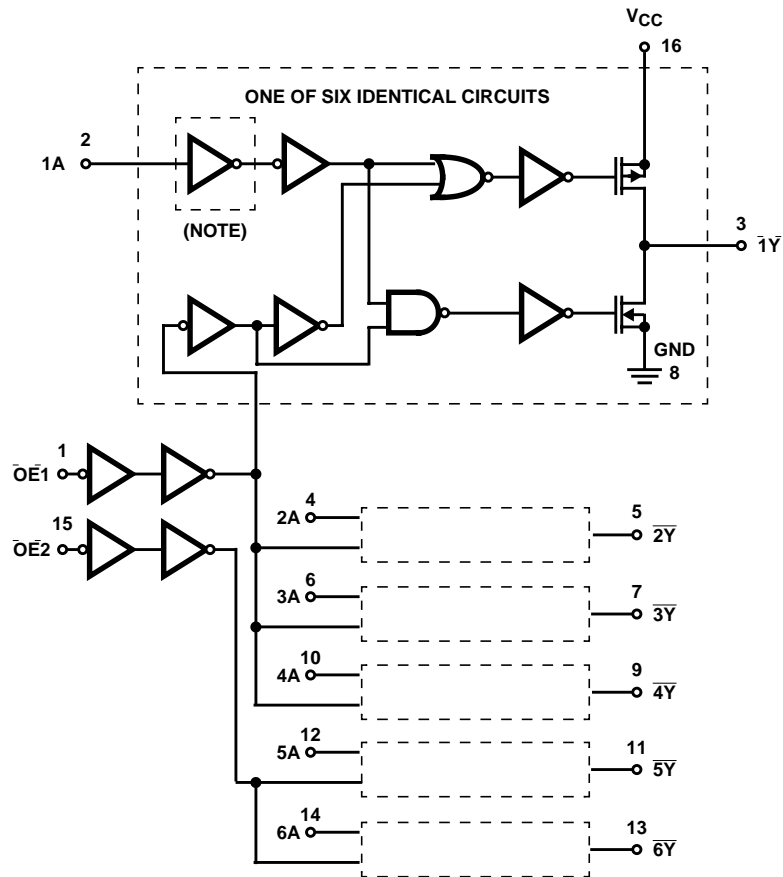 VCC
16
ONE OF SIX IDENTICAL CIRCUITS
2
1A
(NOTE)
3
1Y
GND
8
1
OE1
15
OE2
4
2A
5
2Y
6
3A
7
3Y
10
4A
9
4Y
12
5A
11
5Y
14
6A
13
6Y